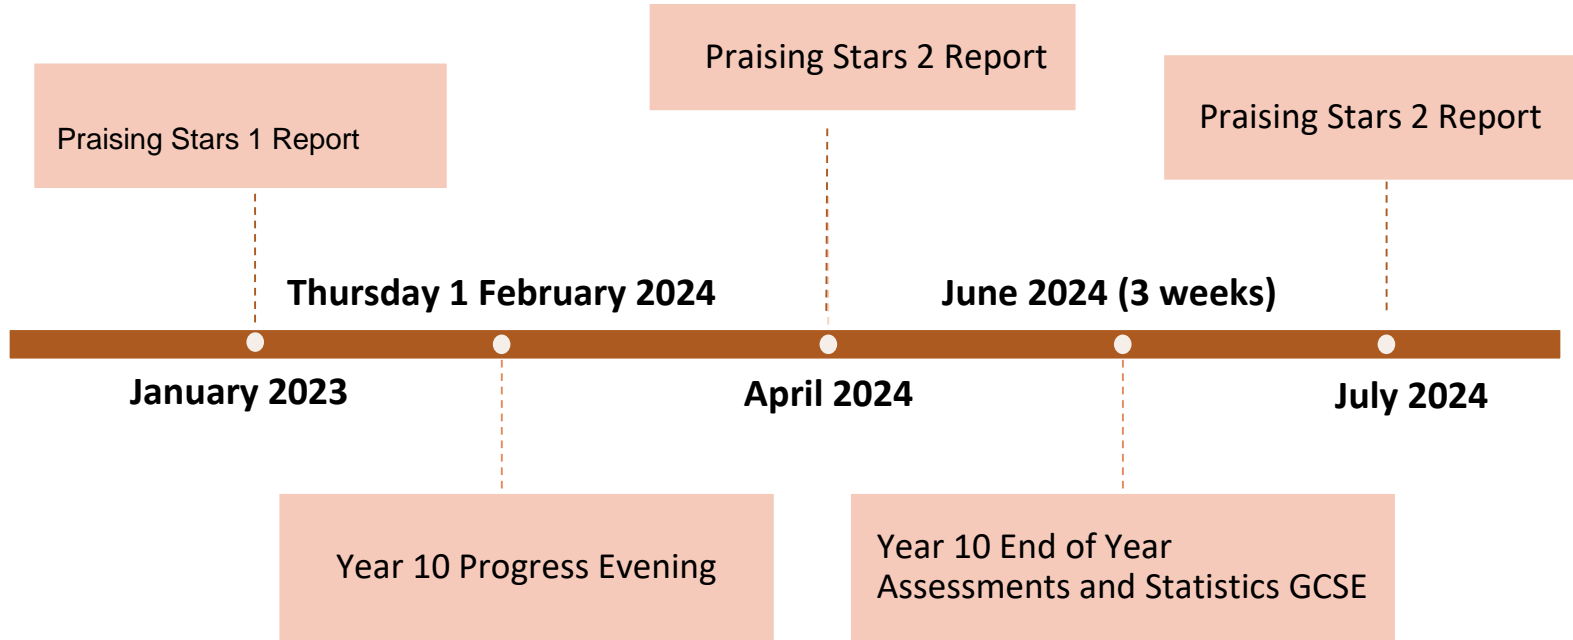 Praising Stars 2 Report
Praising Stars 2 Report
Praising Stars 1 Report
Thursday 1 February 2024
June 2024 (3 weeks)
January 2023
April 2024
July 2024
Year 10 Progress Evening
Year 10 End of Year
Assessments and Statistics GCSE